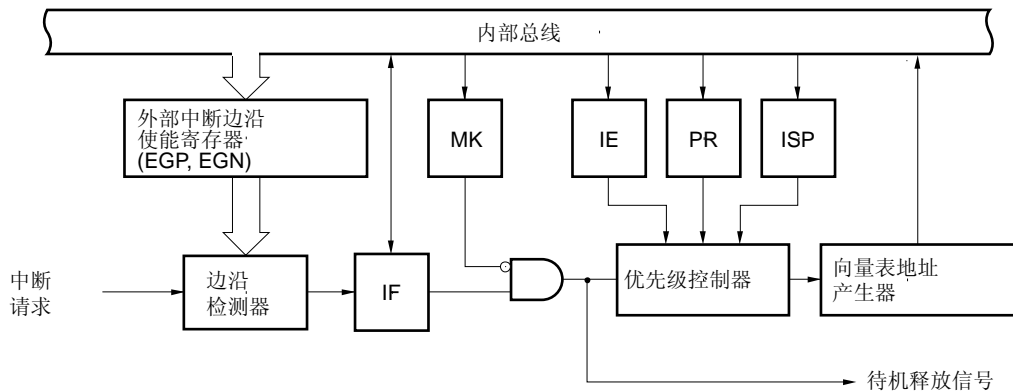 内部总线
外部中断边沿
使能寄存器
(EGP, EGN)
MK
IE
PR
ISP
中断
请求
边沿
检测器
IF
优先级控制器
向量表地址
产生器
待机释放信号